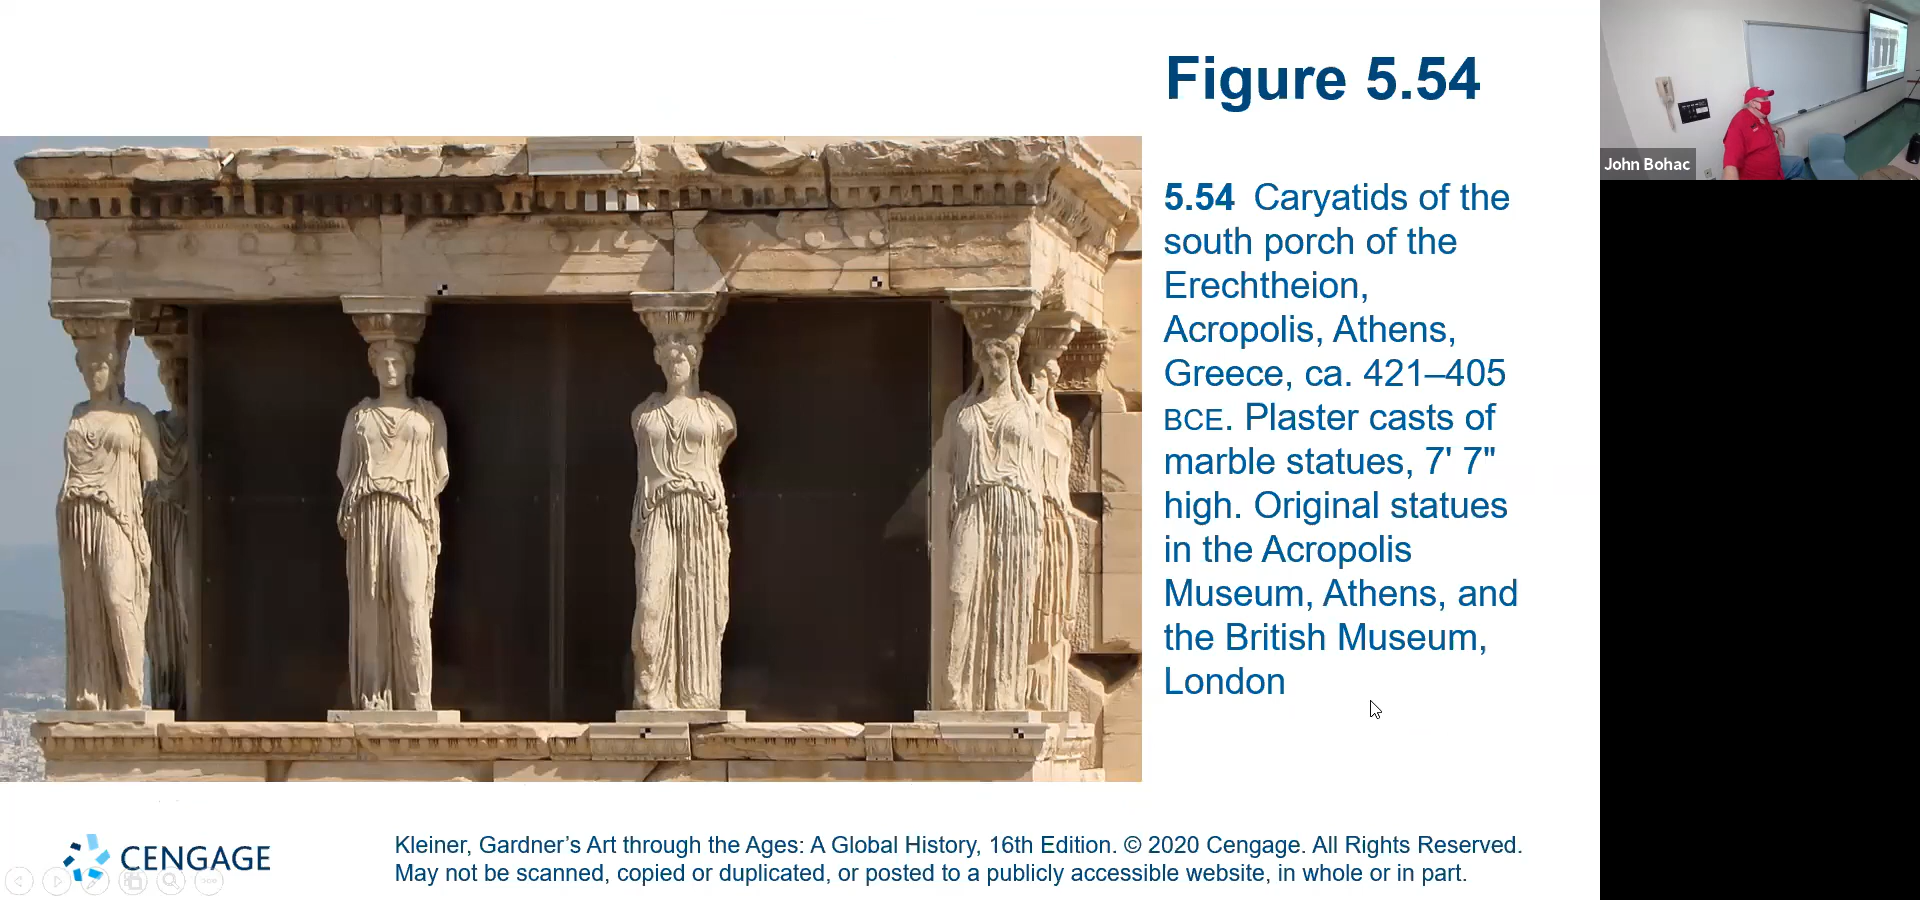 Figure 5.54
5.54 Caryatids of the
south porch of the
Erechtheion,
Acropolis, Athens,
Greece, ca. 421–405
BCE. Plaster casts of
marble statues, 7' 7"
high. Original statues
in the Acropolis
Museum, Athens, and
the British Museum,
London
John Bohac
CENGAGE
Kleiner, Gardner’s Art through the Ages: A Global History, 16th Edition. © 2020 Cengage. All Rights Reserved.
May not be scanned, copied or duplicated, or posted to a publicly accessible website, in whole or in part.